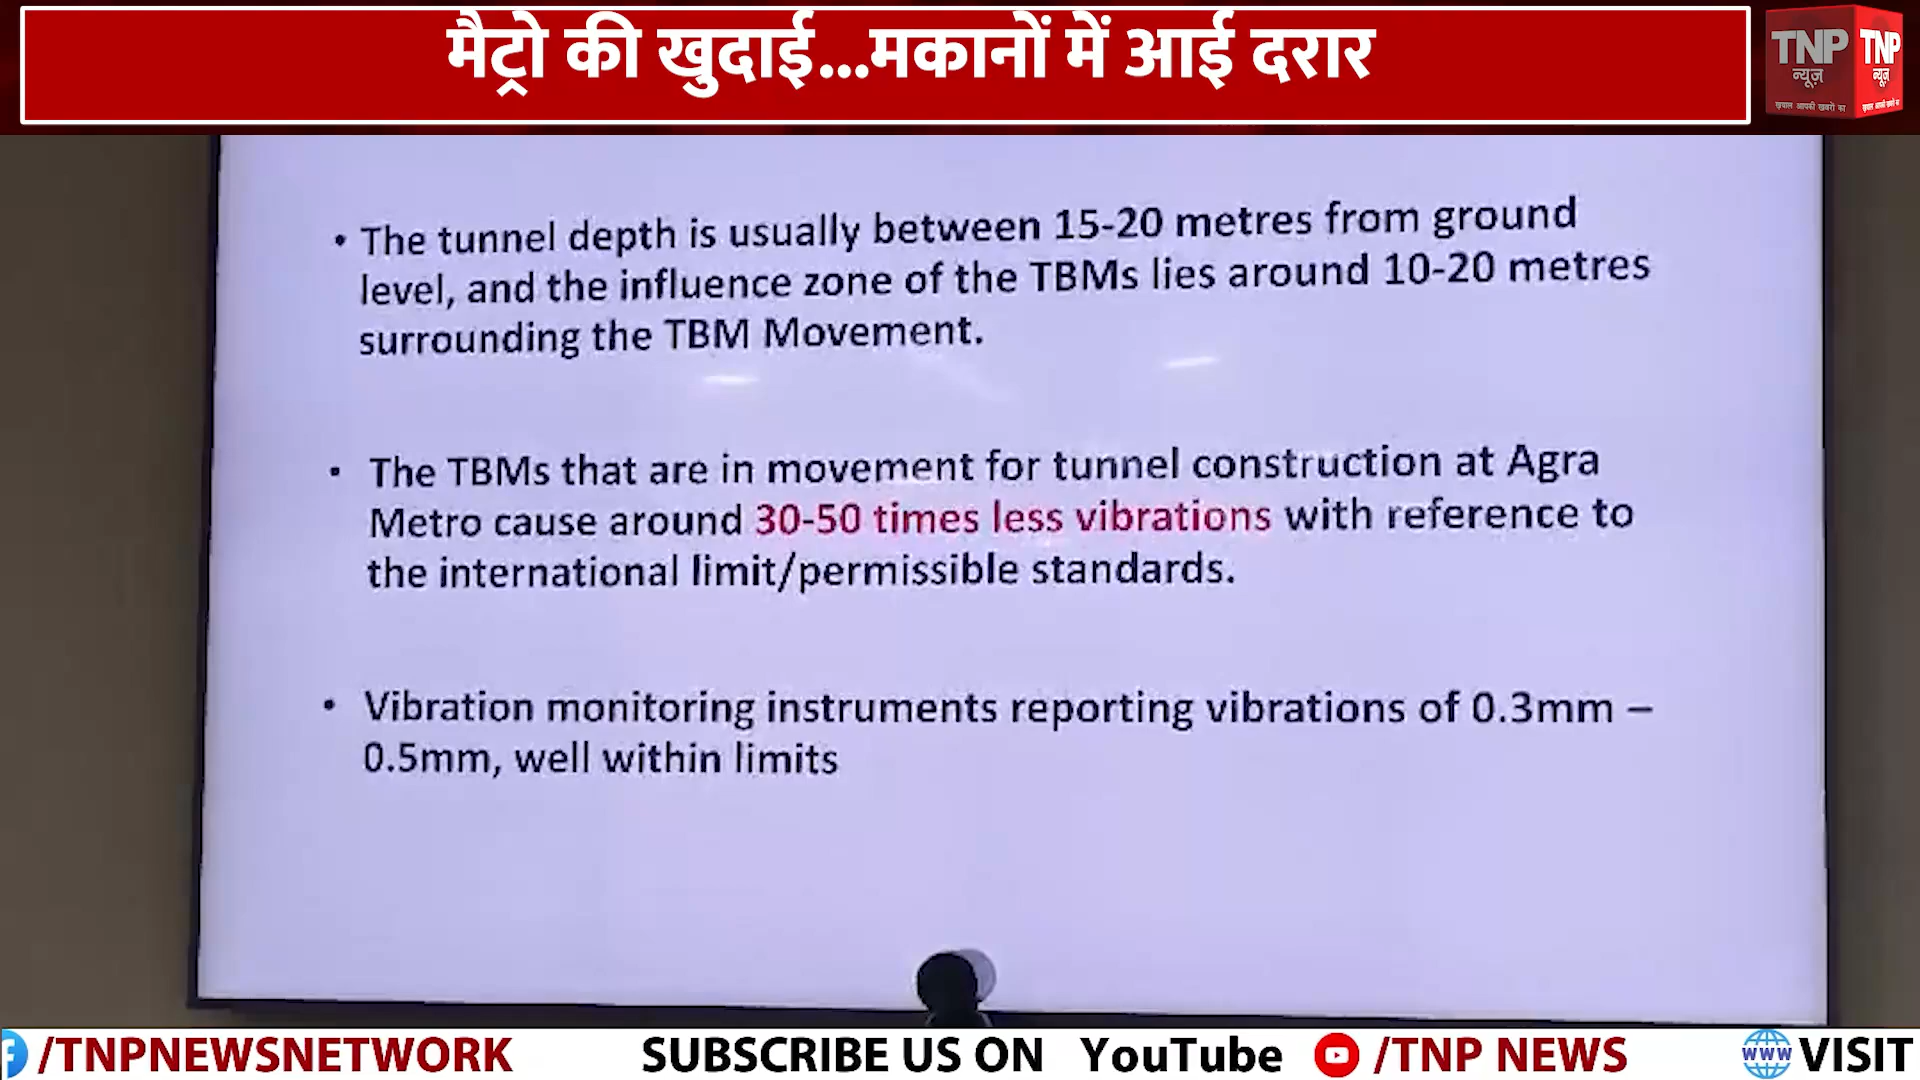 मैट्रो की खुदाई...मकानों में आई दरार
TNP
न्यूज़
ख़याल आपकी खबरों का
TNP
न्यूज़
• The tunnel depth is usually between 15-20 metres from ground
level, and the influence zone of the TBMs lies around 10-20 metres
surrounding the TBM Movement.
• The TBMs that are in movement for tunnel construction at Agra
Metro cause around 30-50 times less vibrations with reference to
the international limit/permissible standards.
• Vibration monitoring instruments reporting vibrations of 0.3mm –
0.5mm, well within limits
/TNPNEWSNETWORK SUBSCRIBE US ON YouTube /TNP NEWS www VISIT